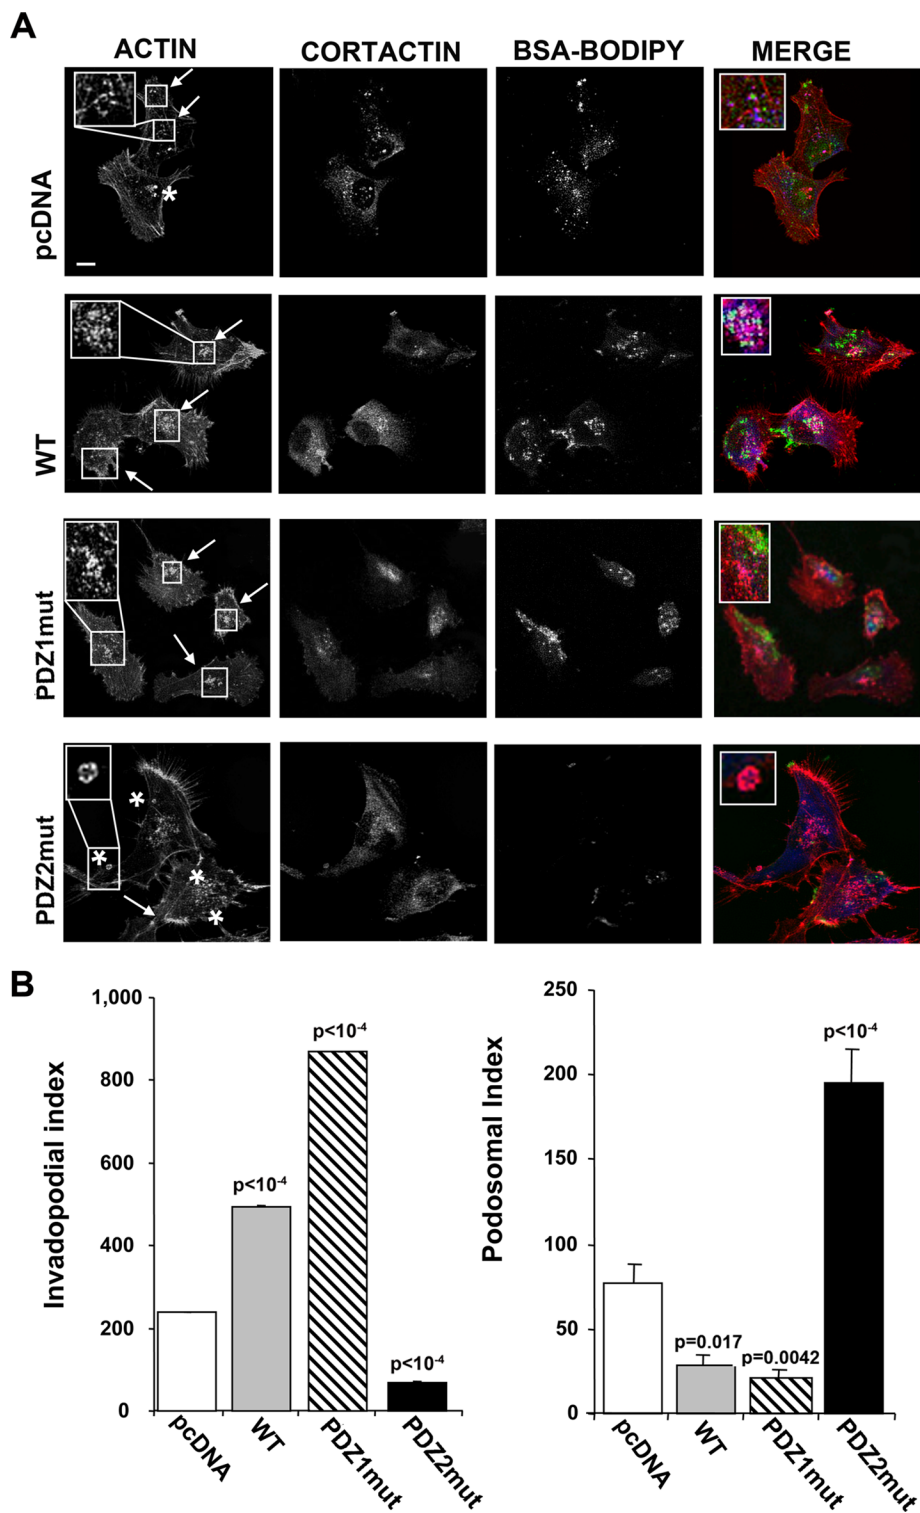 A
ACTIN CORTACTIN BSA-BODIPY MERGE
pcDNA
*
WT
PDZ1mut
PDZ2mut
*
*
*
*
B
Invadopodial index
1,000
800
600
400
200
0
p<10-4
p<10-4
p<10-4
pcDNA WT PDZ1mut PDZ2mut
Podosomal Index
250
200
150
100
50
0
p<10-4
p=0.017
p=0.0042
pcDNA WT PDZ1mut PDZ2mut